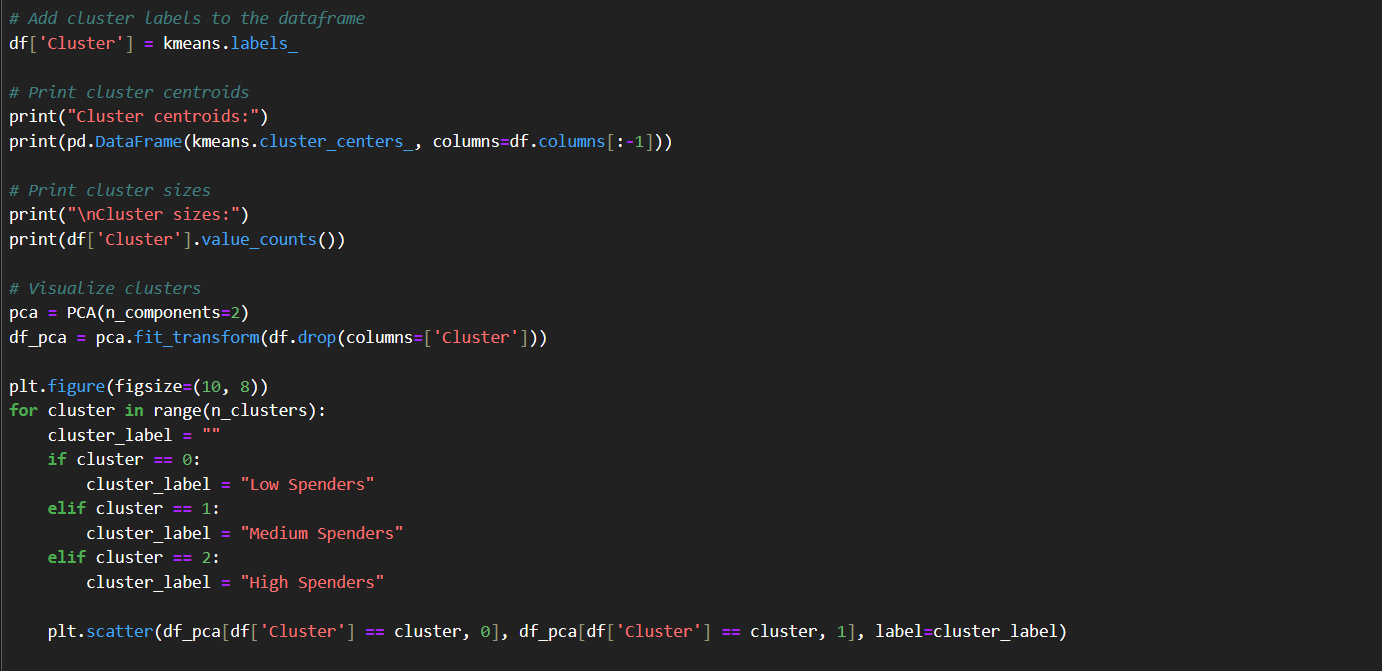 # Add cluster labels to the dataframe
df['Cluster'] = kmeans.labels_
# Print cluster centroids
print("Cluster centroids:")
print(pd.DataFrame(kmeans.cluster_centers_, columns=df.columns[:-1]))
# Print cluster sizes
print("\nCluster sizes:")
print(df['Cluster'].value_counts())
# Visualize clusters
pca = PCA(n_components=2)
df_pca = pca.fit_transform(df.drop(columns=['Cluster']))
plt.figure(figsize=(10, 8))
for cluster in range(n_clusters):
    cluster_label = ""
    if cluster == 0:
        cluster_label = "Low Spenders"
    elif cluster == 1:
        cluster_label = "Medium Spenders"
    elif cluster == 2:
        cluster_label = "High Spenders"
    plt.scatter(df_pca[df['Cluster'] == cluster, 0], df_pca[df['Cluster'] == cluster, 1], label=cluster_label)